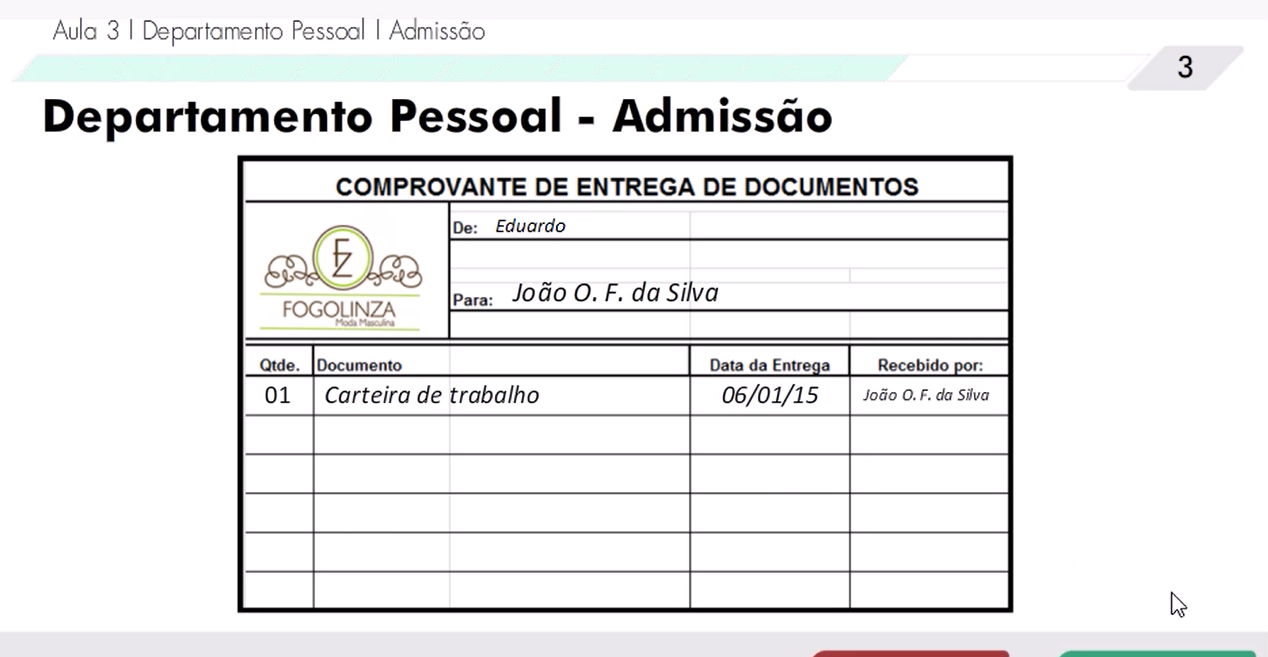 Aula 3 | Departamento Pessoal | Admissão
3
Departamento Pessoal - Admissão
COMPROVANTE DE ENTREGA DE DOCUMENTOS
De: Eduardo
FZ
FOGOLINZA
Moda Masculina
Para: João O. F. da Silva
Qtde. Documento Data da Entrega Recebido por:
01 Carteira de trabalho 06/01/15 João O. F. da Silva